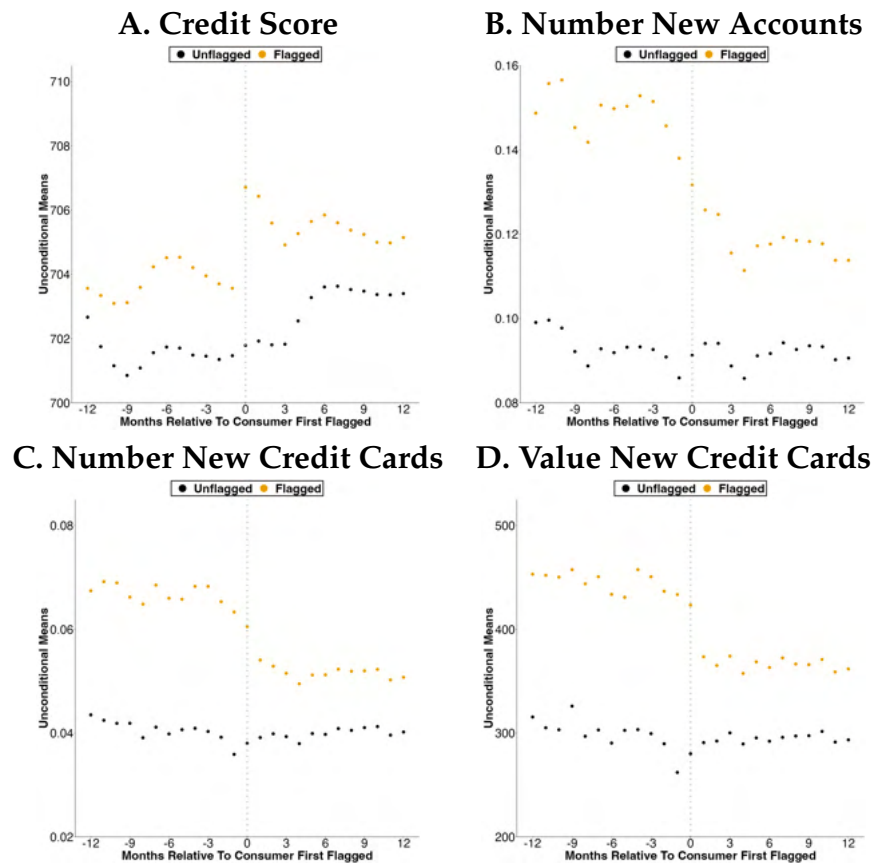 A. Credit Score
Unflagged Flagged
Unconditional Means
710
708
706
704
702
700
-12 -9 -6 -3 0 3 6 9 12
Months Relative To Consumer First Flagged
B. Number New Accounts
Unflagged Flagged
Unconditional Means
0.16
0.14
0.12
0.10
0.08
-12 -9 -6 -3 0 3 6 9 12
Months Relative To Consumer First Flagged
C. Number New Credit Cards
Unflagged Flagged
Unconditional Means
0.08
0.06
0.04
0.02
-12 -9 -6 -3 0 3 6 9 12
Months Relative To Consumer First Flagged
D. Value New Credit Cards
Unflagged Flagged
Unconditional Means
500
400
300
200
-12 -9 -6 -3 0 3 6 9 12
Months Relative To Consumer First Flagged